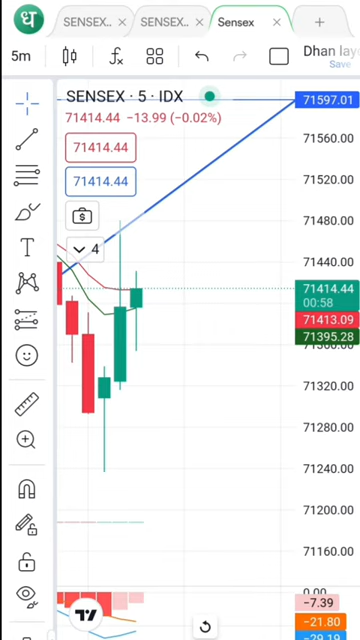 ध
SENSEX..
SENSEX..
Sensex
5m
Dhan lay
Save
SENSEX · 5 · IDX
71414.44 −13.99 (−0.02%)
71414.44
71414.44
4
71597.01
71560.00
71520.00
71480.00
71440.00
71414.44
00:58
71413.09
71395.28
71320.00
71280.00
71240.00
71200.00
71160.00
0.00
−7.39
−21.80
−29.19